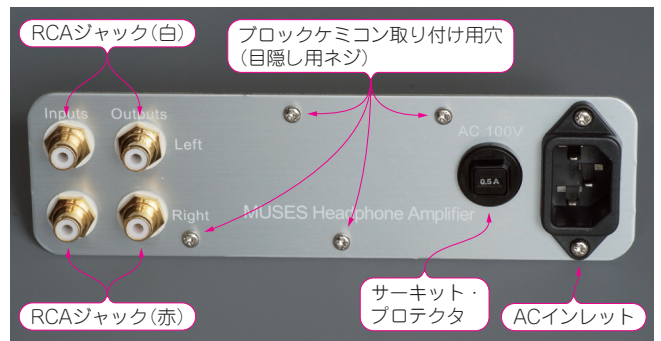 RCAジャック(白)
ブロックケミコン取り付け用穴
(目隠し用ネジ)
Inputs Outputs
Left
AC 100V
0.5 A
Right
MUSES Headphone Amplifier
RCAジャック(赤)
サーキット・
プロテクタ
ACインレット